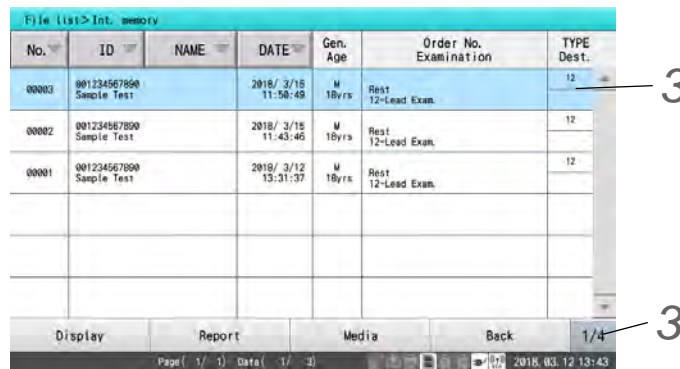 File list>Int. memory
No. ID NAME DATE Gen. Age Order No. Examination TYPE Dest.
00003 001234567890 Sample Test 2018/ 3/15 11:50:49 M 18yrs Rest 12-Lead Exam. 12
3
00002 001234567890 Sample Test 2018/ 3/15 11:43:46 M 18yrs Rest 12-Lead Exam. 12
00001 001234567890 Sample Test 2018/ 3/12 13:31:37 M 18yrs Rest 12-Lead Exam. 12
Display Report Media Back 1/4
3
Page( 1/ 1) Data( 1/ 3) 2018. 03. 12 13:43